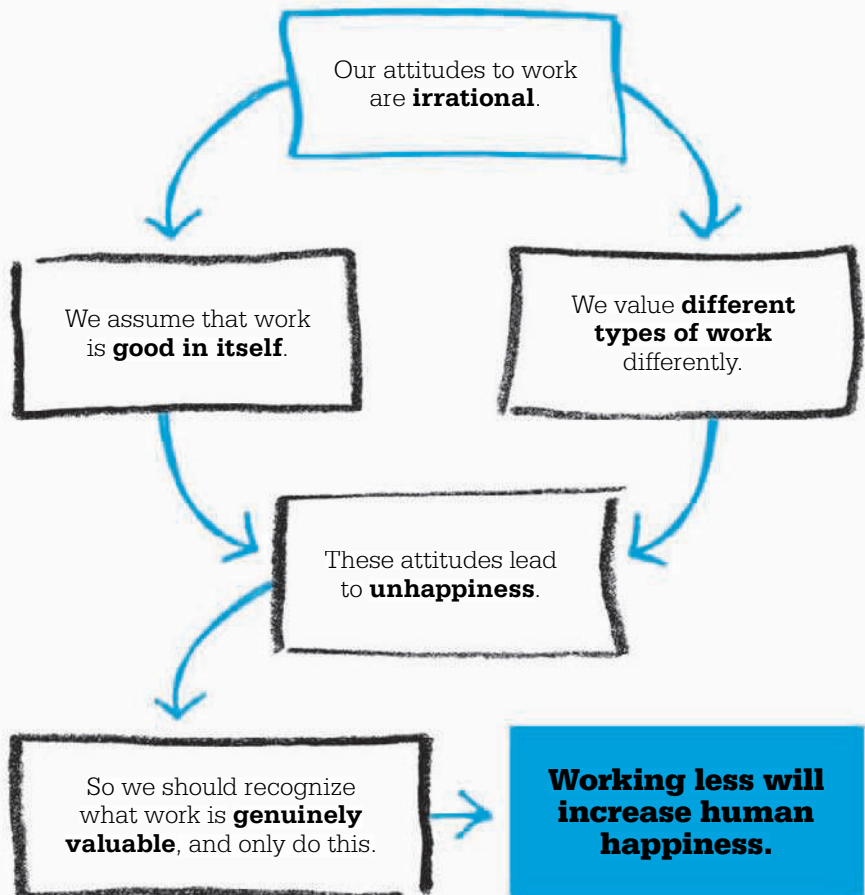 Our attitudes to work
are irrational.
We assume that work
is good in itself.
We value different
types of work
differently.
These attitudes lead
to unhappiness.
So we should recognize
what work is genuinely
valuable, and only do this.
Working less will
increase human
happiness.